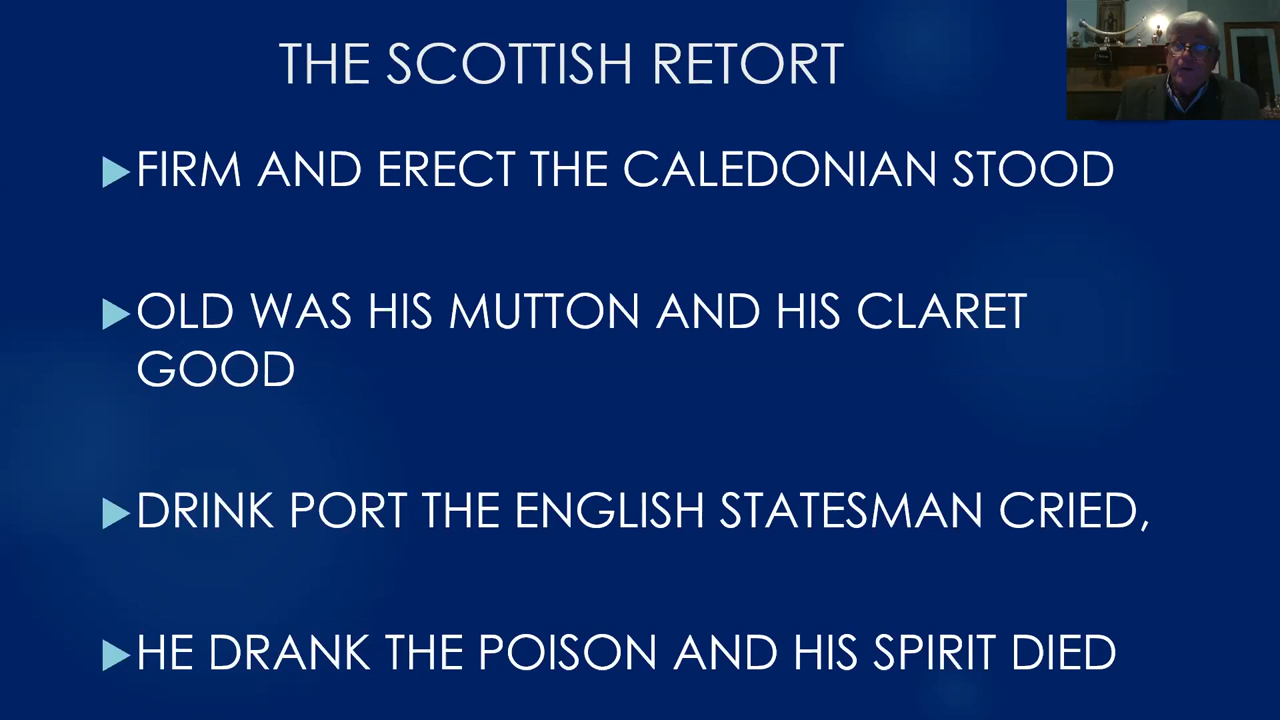 THE SCOTTISH RETORT
FIRM AND ERECT THE CALEDONIAN STOOD
OLD WAS HIS MUTTON AND HIS CLARET
GOOD
DRINK PORT THE ENGLISH STATESMAN CRIED,
HE DRANK THE POISON AND HIS SPIRIT DIED